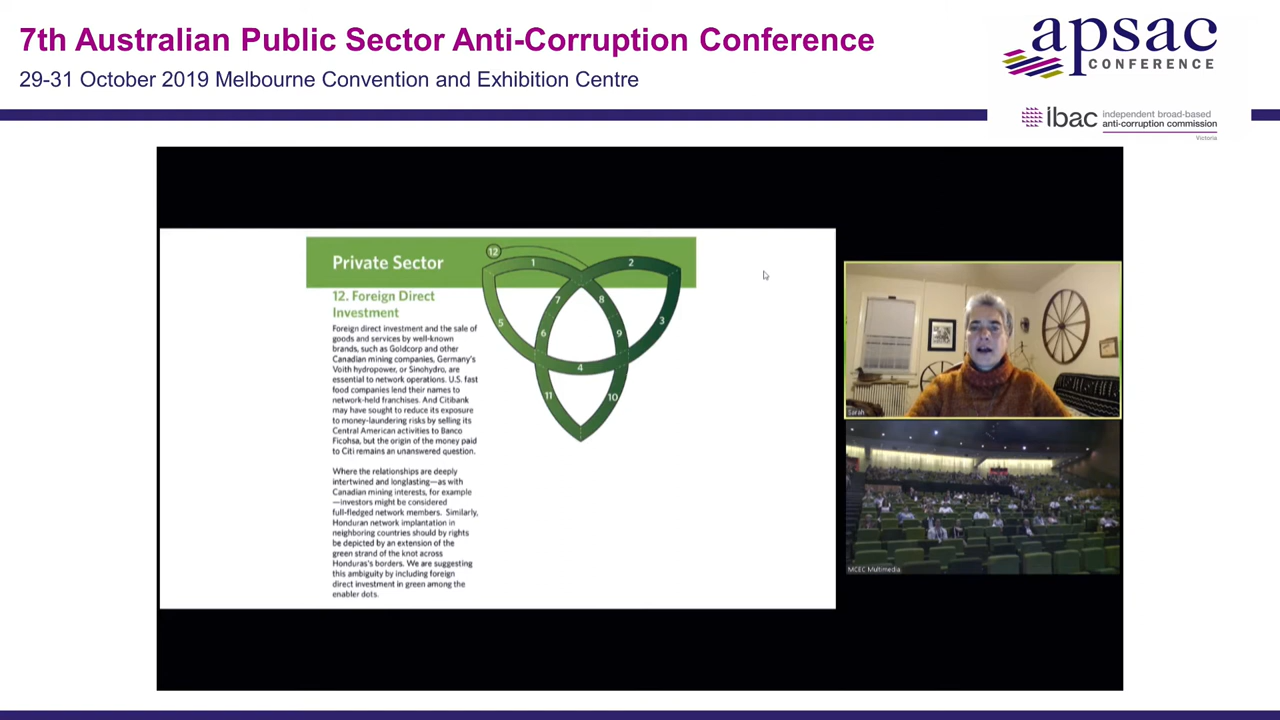 7th Australian Public Sector Anti-Corruption Conference
29-31 October 2019 Melbourne Convention and Exhibition Centre
apsac
CONFERENCE
ibac
independent broad-based
anti-corruption commission
Victoria
Private Sector
12
1
2
7
8
5
3
6
9
4
11
10
12. Foreign Direct
Investment
Foreign direct investment and the sale of
goods and services by well-known
brands, such as Goldcorp and other
Canadian mining companies, Germany's
Voith hydropower, or Sinohydro, are
essential to network operations. U.S. fast
food companies lend their names to
network-held franchises. And Citibank
may have sought to reduce its exposure
to money-laundering risks by selling its
Central American activities to Banco
Ficohsa, but the origin of the money paid
to Citi remains an unanswered question.
Where the relationships are deeply
intertwined and longlasting—as with
Canadian mining interests, for example
—investors might be considered
full-fledged network members. Similarly,
Honduran network implantation in
neighboring countries should by rights
be depicted by an extension of the
green strand of the knot across
Honduras's borders. We are suggesting
this ambiguity by including foreign
direct investment in green among the
enabler dots.
Sarah
MCEC Multimedia